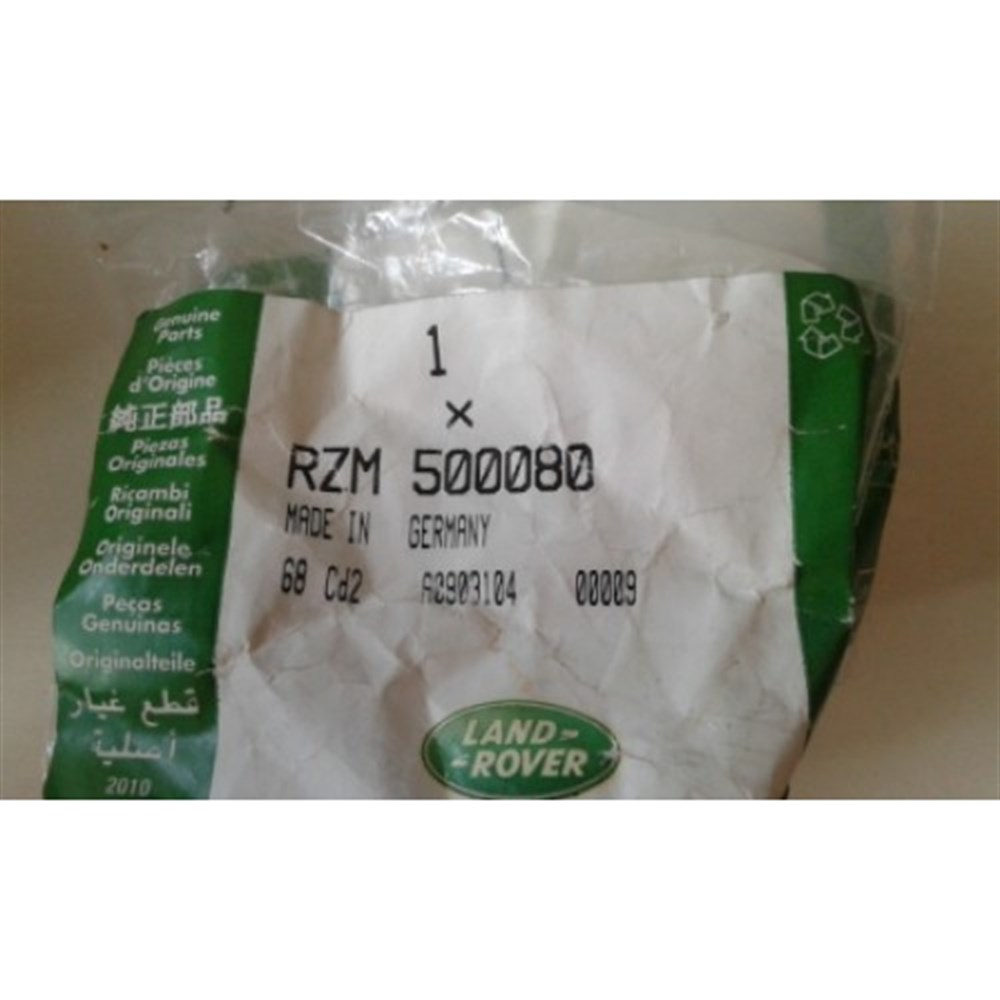 Genuine
Parts
Pièces
d'Origine
純正部品
Piezas
Originales
Ricambi
Originali
Originele
Onderdelen
Peças
Genuinas
Originalteile
قطع غيار
أصلية
2010
1
×
RZM 500080
MADE IN GERMANY
68 Cd2 A0903104 00009
LAND-
-ROVER